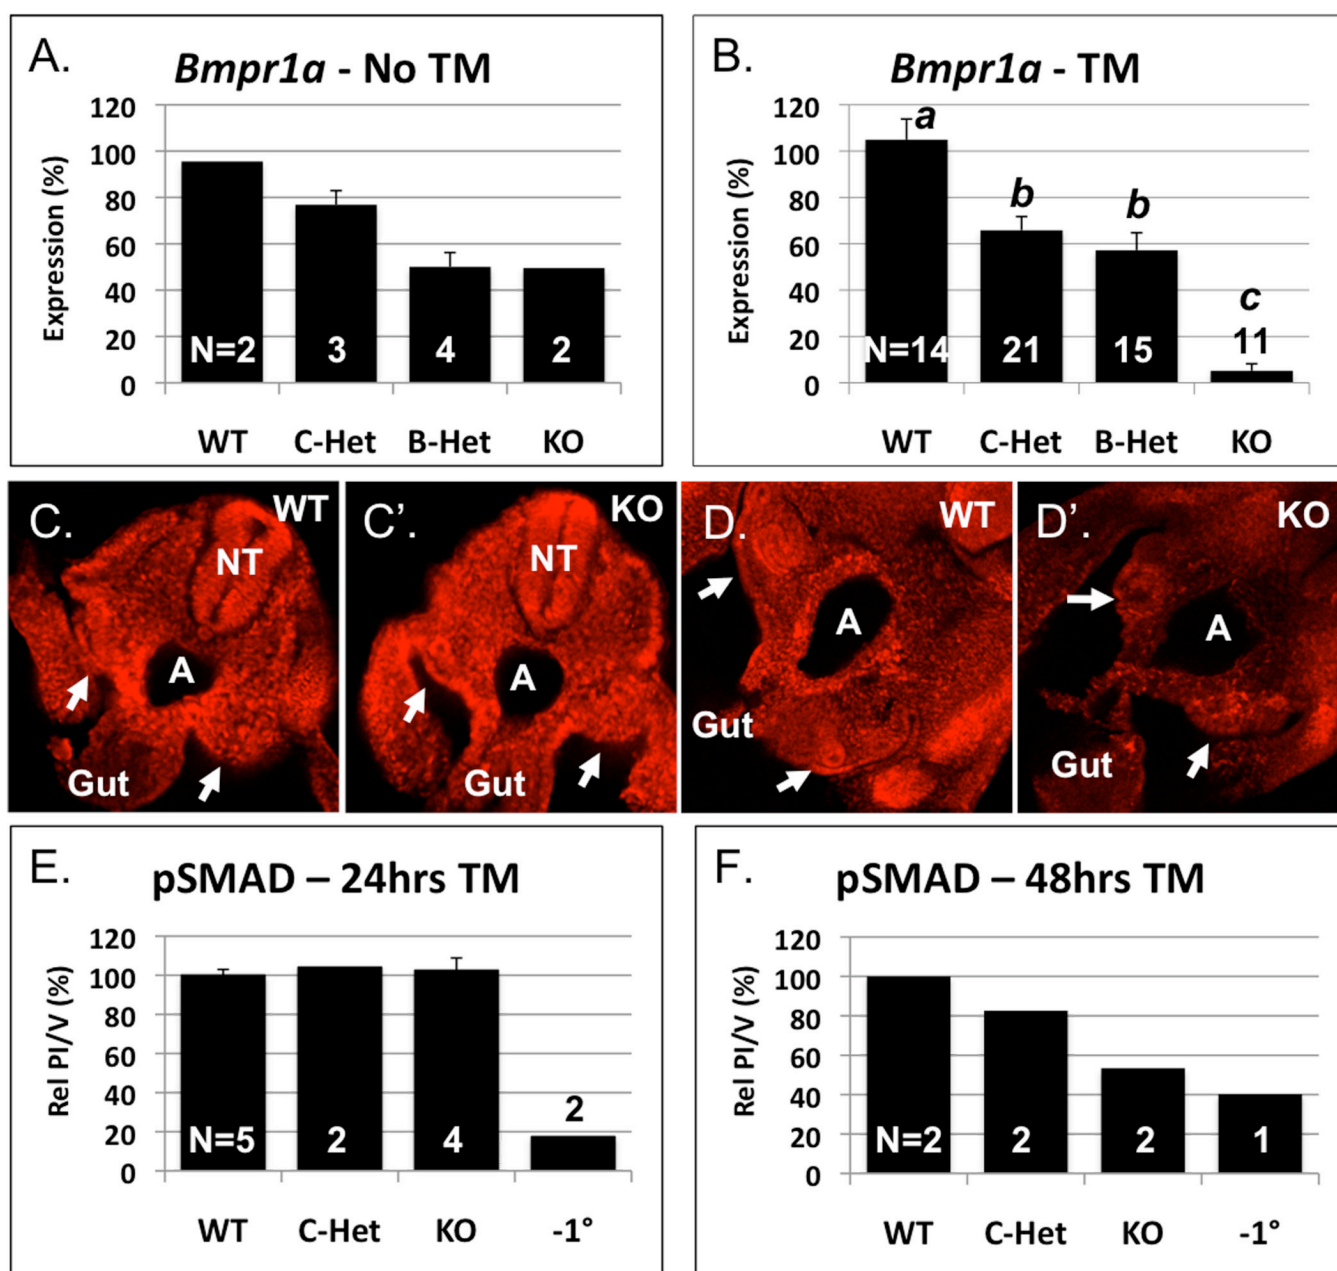 A.
Bmpr1a - No TM
Expression (%)
120
100
80
60
40
20
0
N=2
3
4
2
WT
C-Het
B-Het
KO
B.
Bmpr1a - TM
Expression (%)
120
100
80
60
40
20
0
a
b
b
c
N=14
21
15
11
WT
C-Het
B-Het
KO
C.
WT
NT
A
Gut
C'.
KO
NT
A
Gut
D.
WT
A
Gut
D'.
KO
A
Gut
E.
pSMAD – 24hrs TM
Rel PI/V (%)
120
100
80
60
40
20
0
N=5
2
4
2
WT
C-Het
KO
-1°
F.
pSMAD – 48hrs TM
Rel PI/V (%)
120
100
80
60
40
20
0
N=2
2
2
1
WT
C-Het
KO
-1°